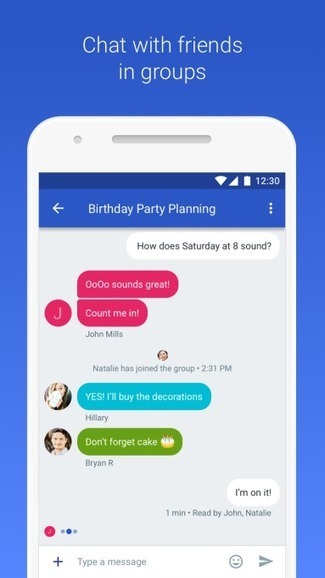 Chat with friends
in groups
12:30
Birthday Party Planning
How does Saturday at 8 sound?
OoOo sounds great!
J
Count me in!
John Mills
Natalie has joined the group • 2:31 PM
YES! I'll buy the decorations
Hillary
Don't forget cake 🎂
Bryan R
I'm on it!
1 min • Read by John, Natalie
J
Type a message